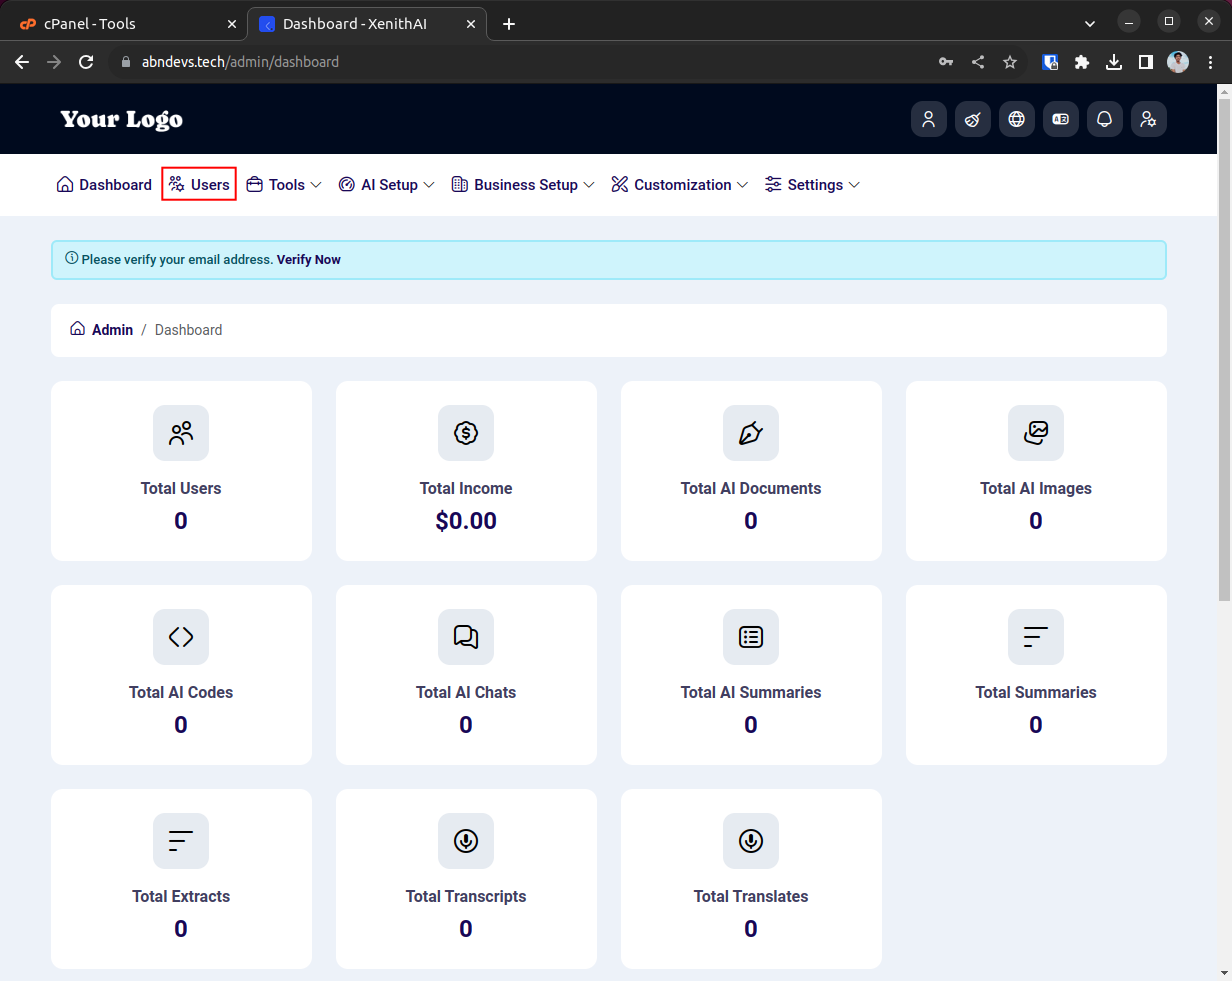 cPanel - Tools
Dashboard - XenithAI
abndevs.tech/admin/dashboard
Your Logo
Dashboard Users Tools AI Setup Business Setup Customization Settings
Please verify your email address. Verify Now
Admin / Dashboard
Total Users
0
Total Income
$0.00
Total AI Documents
0
Total AI Images
0
Total AI Codes
0
Total AI Chats
0
Total AI Summaries
0
Total Summaries
0
Total Extracts
0
Total Transcripts
0
Total Translates
0